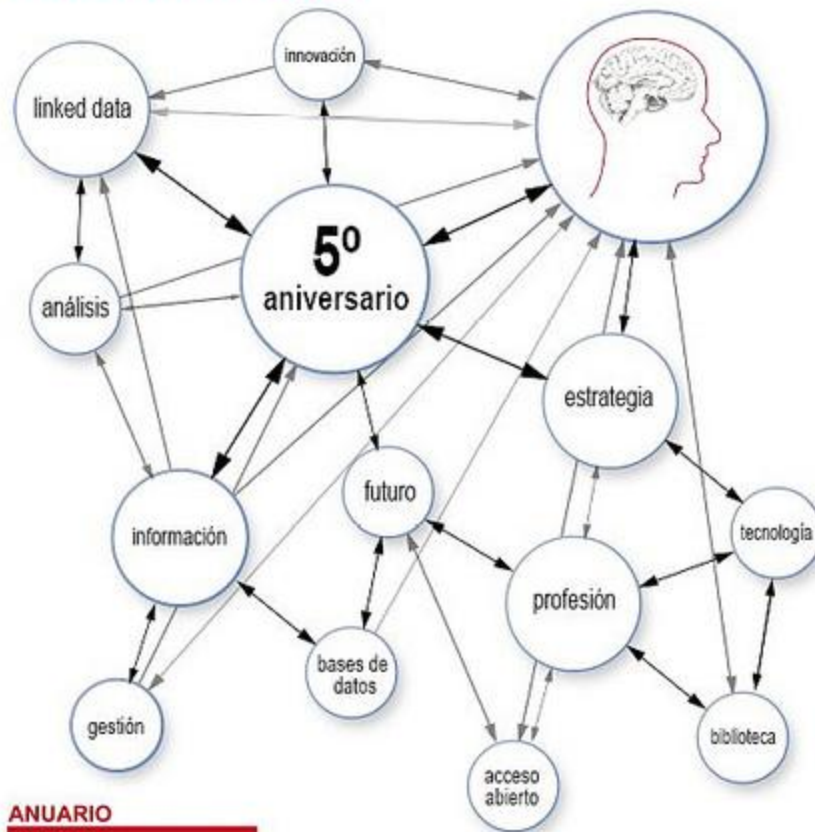 innovación
linked data
5º
aniversario
análisis
estrategia
futuro
información
tecnología
profesión
bases de
datos
gestión
biblioteca
acceso
abierto
ANUARIO